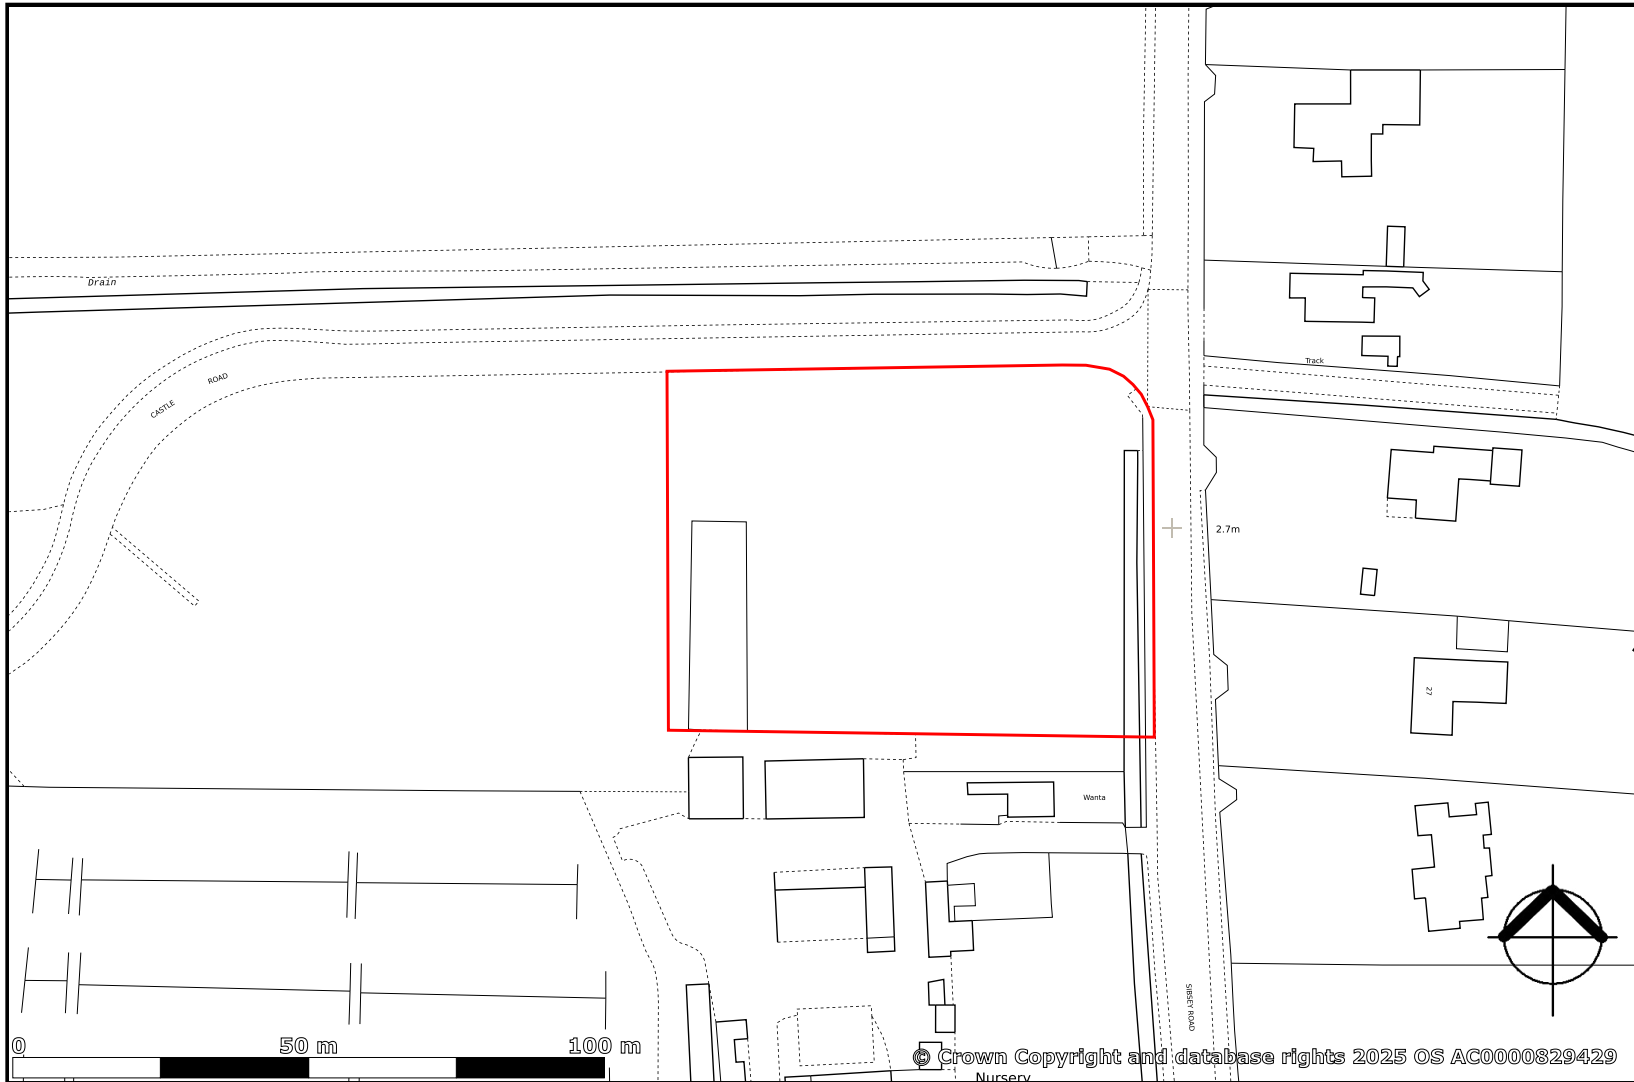 Drain
Track
ROAD
CASTLE
2.7m
27
Wanta
SIBSEY ROAD
0
50 m
100 m
© Crown Copyright and database rights 2025 OS AC0000829429
Nursery